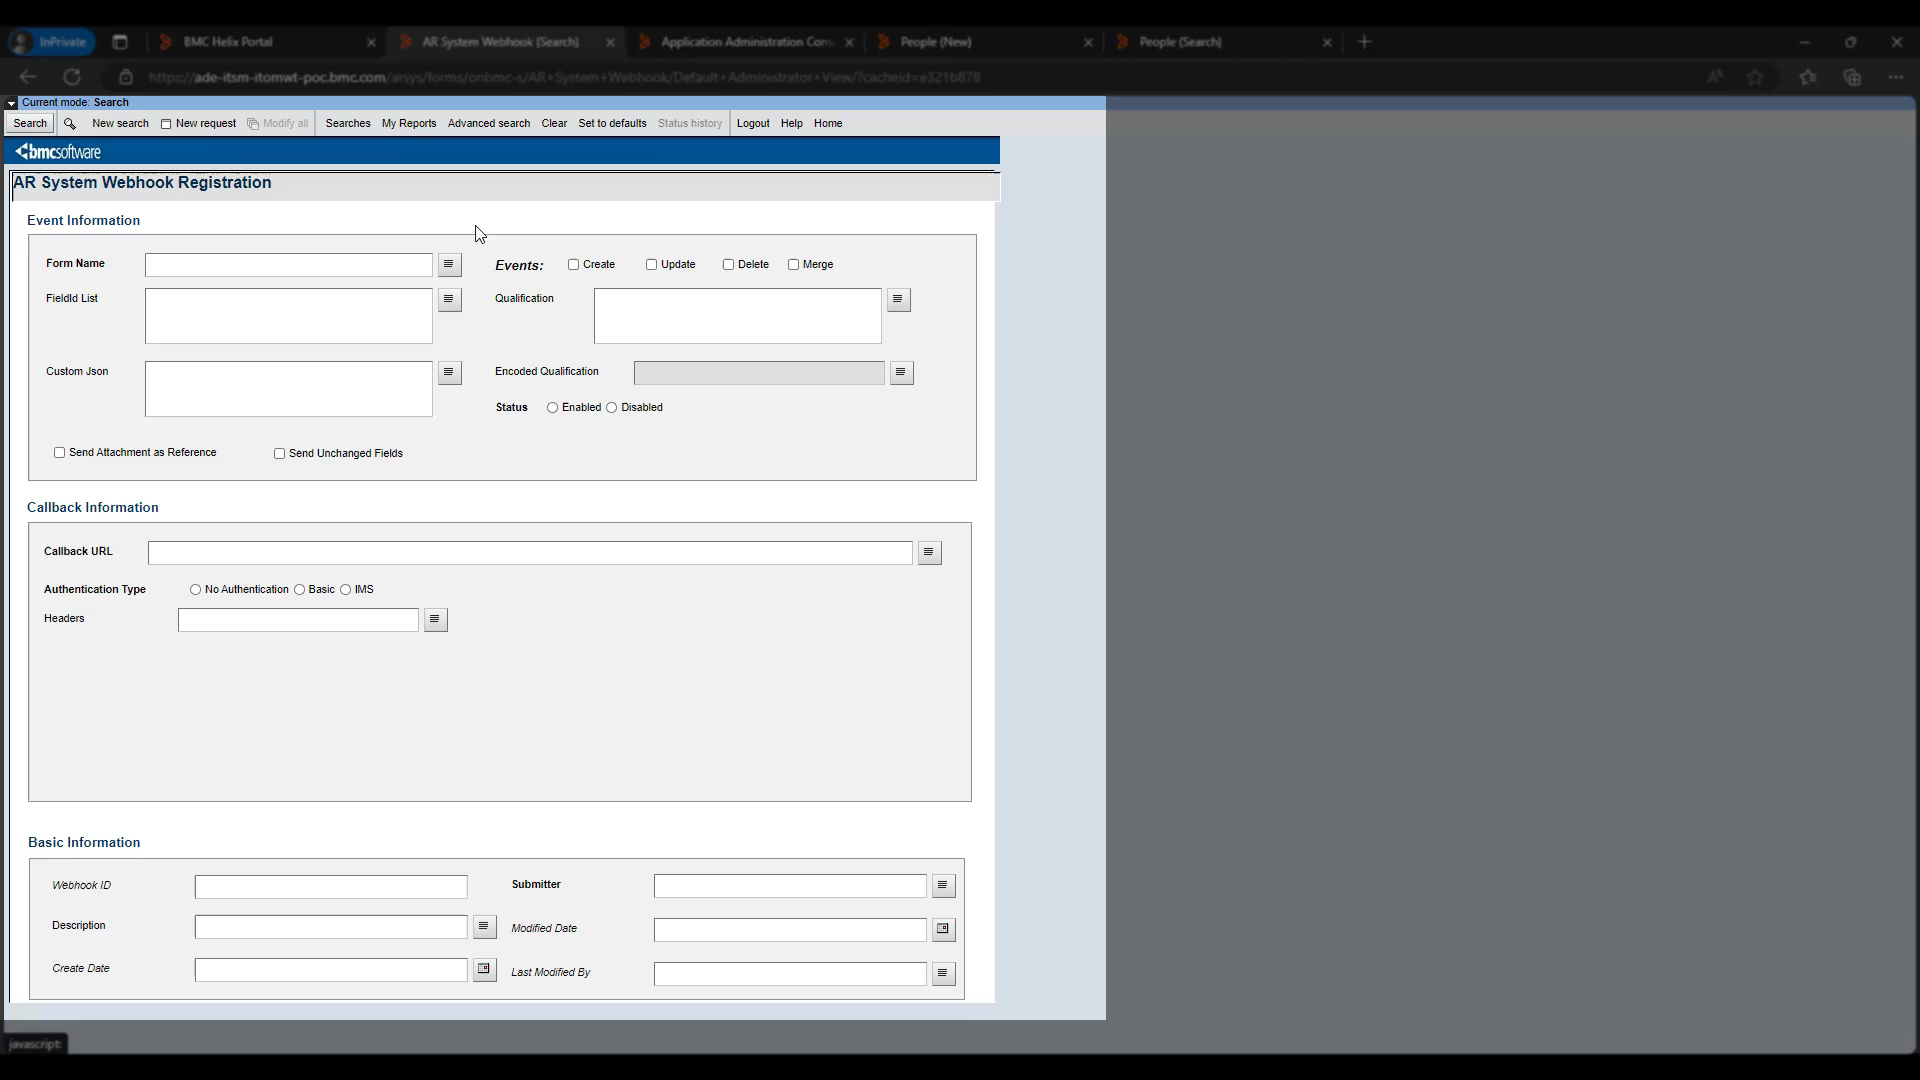 InPrivate
BMC Helix Portal
AR System Webhook (Search)
Application Administration Con
People (New)
People (Search)
https://ade-itsm-itomwt-poc.bmc.com/arsys/forms/onbmc-s/AR+System+Webhook/Default+Administrator+View/?cacheid=e321b878
Current mode: Search
Search New search New request Modify all Searches My Reports Advanced search Clear Set to defaults Status history Logout Help Home
bmcsoftware
AR System Webhook Registration
Event Information
Form Name
Events: Create Update Delete Merge
FieldId List
Qualification
Custom Json
Encoded Qualification
Status Enabled Disabled
Send Attachment as Reference
Send Unchanged Fields
Callback Information
Callback URL
Authentication Type No Authentication Basic IMS
Headers
Basic Information
Webhook ID
Submitter
Description
Modified Date
Create Date
Last Modified By
javascript: